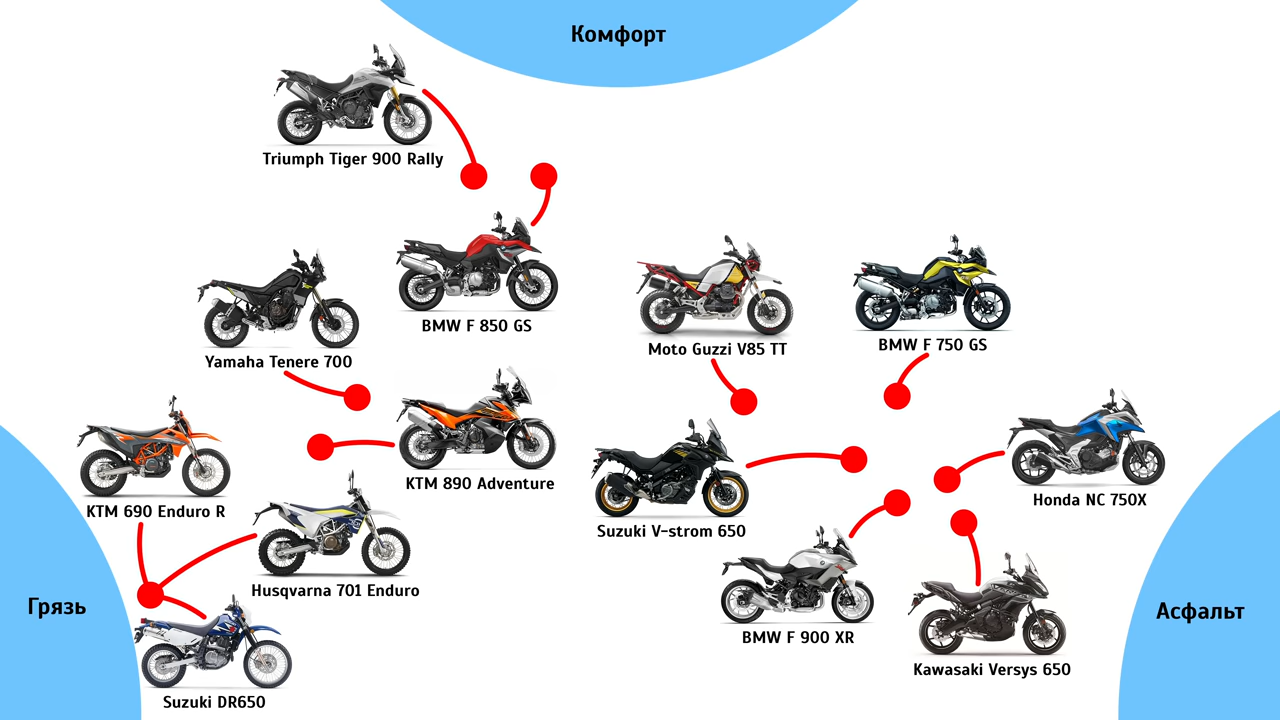 Комфорт
Triumph Tiger 900 Rally
BMW F 850 GS
Moto Guzzi V85 TT
BMW F 750 GS
Yamaha Tenere 700
KTM 890 Adventure
Honda NC 750X
KTM 690 Enduro R
Suzuki V-strom 650
Husqvarna 701 Enduro
Грязь
Асфальт
BMW F 900 XR
Kawasaki Versys 650
Suzuki DR650